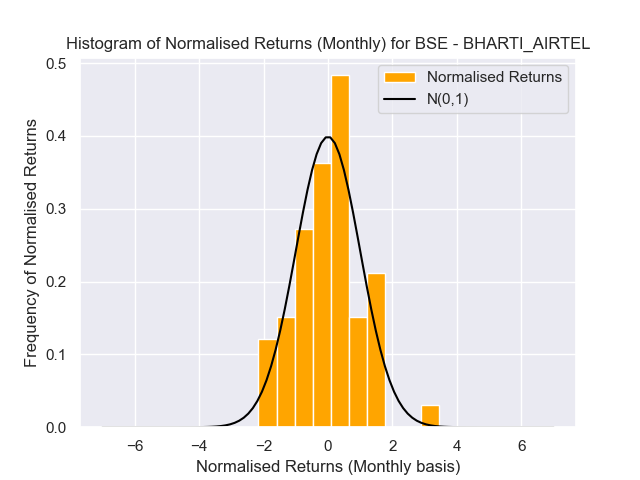 Histogram of Normalised Returns (Monthly) for BSE - BHARTI_AIRTEL
Normalised Returns
N(0,1)
Frequency of Normalised Returns
0.5
0.4
0.3
0.2
0.1
0.0
−6 −4 −2 0 2 4 6
Normalised Returns (Monthly basis)